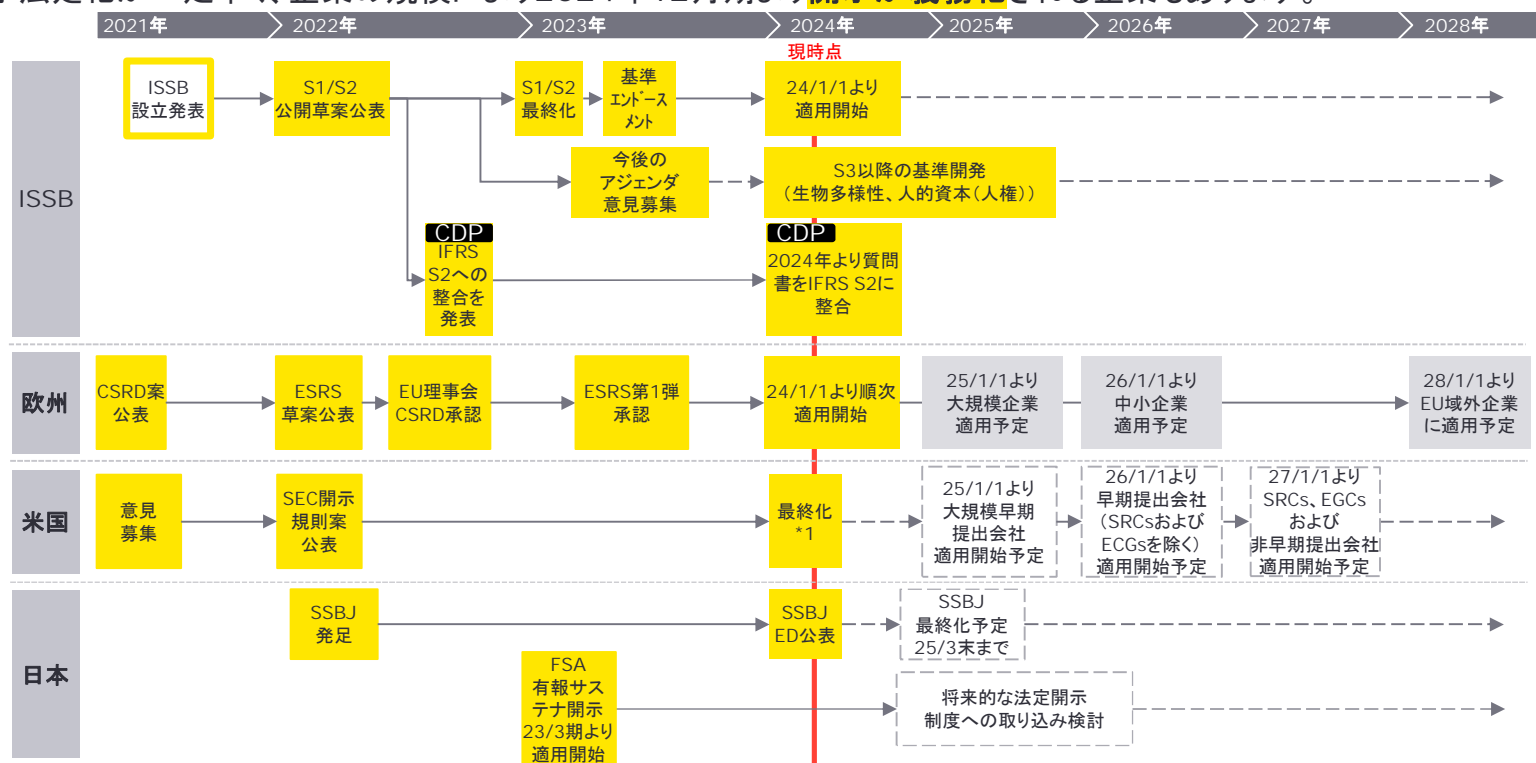 2021年
2022年
2023年
2024年
2025年
2026年
2027年
2028年
現時点
ISSB
ISSB
設立発表
S1/S2
公開草案公表
S1/S2
最終化
基準
エンドース
メント
24/1/1より
適用開始
今後の
アジェンダ
意見募集
S3以降の基準開発
(生物多様性、人的資本(人権))
CDP
IFRS
S2への
整合を
発表
CDP
2024年より質問
書をIFRS S2に
整合
欧州
CSRD案
公表
ESRS
草案公表
EU理事会
CSRD承認
ESRS第1弾
承認
24/1/1より順次
適用開始
25/1/1より
大規模企業
適用予定
26/1/1より
中小企業
適用予定
28/1/1より
EU域外企業
に適用予定
米国
意見
募集
SEC開示
規則案
公表
最終化
*1
25/1/1より
大規模早期
提出会社
適用開始予定
26/1/1より
早期提出会社
(SRCsおよび
ECGsを除く)
適用開始予定
27/1/1より
SRCs、EGCs
および
非早期提出会社
適用開始予定
日本
SSBJ
発足
SSBJ
ED公表
SSBJ
最終化予定
25/3末まで
FSA
有報サス
テナ開示
23/3期より
適用開始
将来的な法定開示
制度への取り込み検討